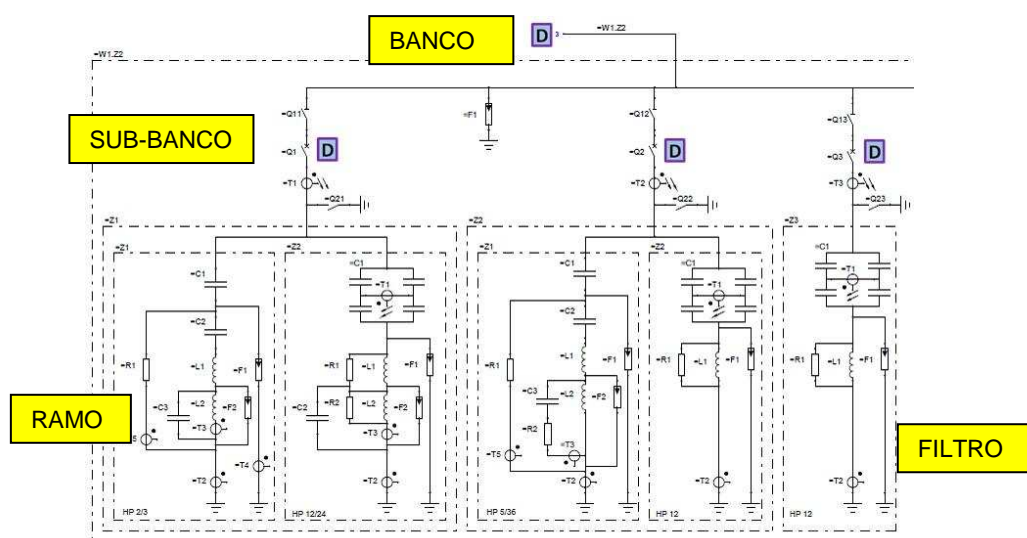 BANCO
D
3
=W1.Z2
=W1.Z2
=Q11
=F1
=Q12
=Q13
SUB-BANCO
=Q1
D
=Q2
D
=Q3
D
=T1
=T2
=T3
=Q21
=Q22
=Q23
=Z1
=Z2
=Z3
=Z1
=Z2
=Z1
=Z2
=C1
=C1
=T1
=C1
=C1
=T1
=C1
=T1
=C2
=C2
=R1
=L1
=F1
=R1
=L1
=F1
=R1
=L1
=F1
=R1
=L1
=F1
=R1
=L1
=F1
RAMO
=C3
=L2
=F2
=C2
=R2
=L2
=F2
=C3
=L2
=F2
=R2
FILTRO
=T3
=T3
=T3
=T4
=T5
=T2
=T2
=T2
=T2
=T2
HP 2/3
HP 12/24
HP 5/36
HP 12
HP 12